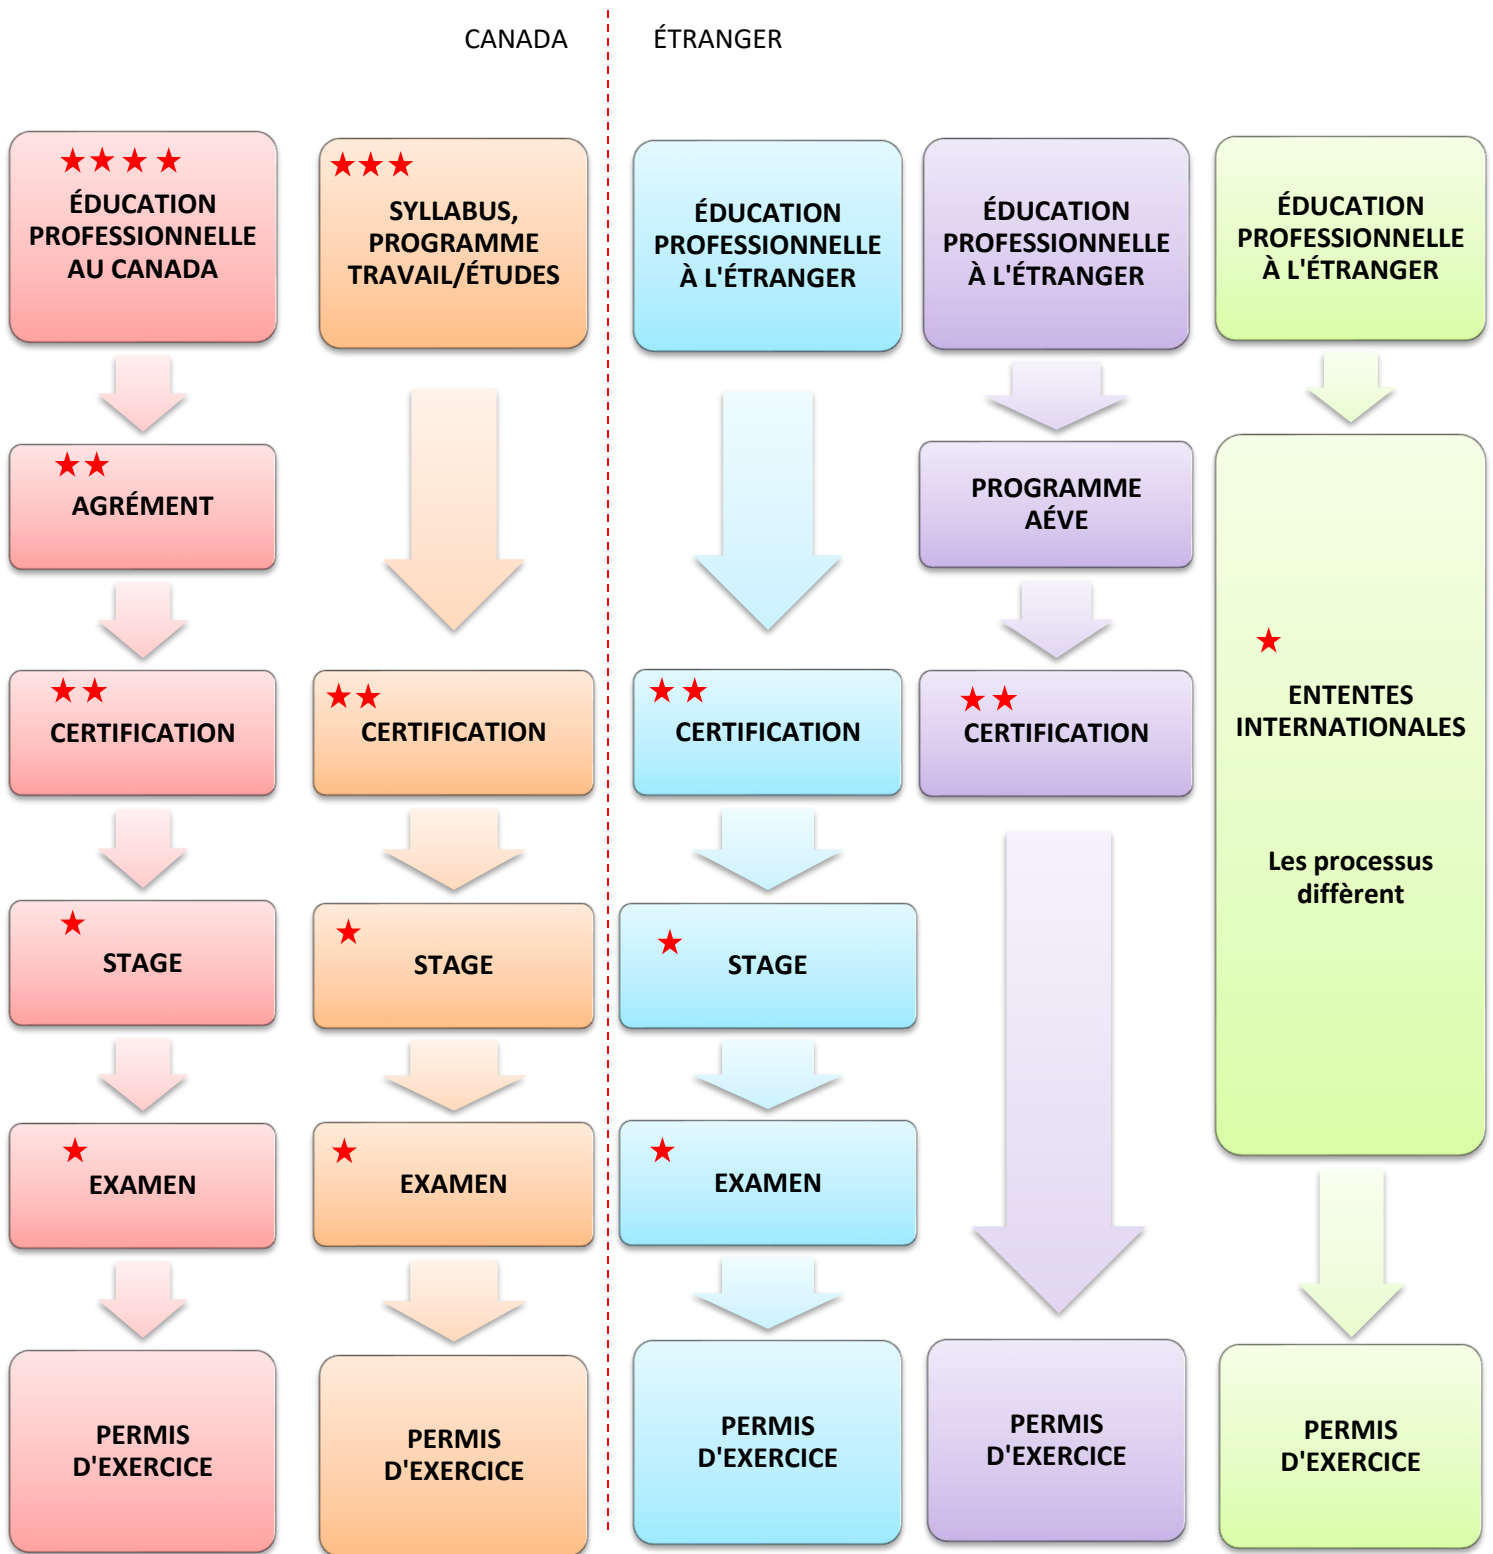 CANADA
ÉTRANGER
ÉDUCATION
PROFESSIONNELLE
AU CANADA
SYLLABUS,
PROGRAMME
TRAVAIL/ÉTUDES
ÉDUCATION
PROFESSIONNELLE
À L'ÉTRANGER
ÉDUCATION
PROFESSIONNELLE
À L'ÉTRANGER
ÉDUCATION
PROFESSIONNELLE
À L'ÉTRANGER
AGRÉMENT
PROGRAMME
AÉVE
CERTIFICATION
CERTIFICATION
CERTIFICATION
CERTIFICATION
ENTENTES
INTERNATIONALES
Les processus
diffèrent
STAGE
STAGE
STAGE
EXAMEN
EXAMEN
EXAMEN
PERMIS
D'EXERCICE
PERMIS
D'EXERCICE
PERMIS
D'EXERCICE
PERMIS
D'EXERCICE
PERMIS
D'EXERCICE